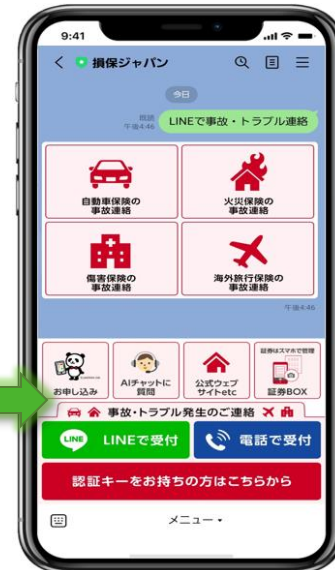 9:41
損保ジャパン
今日
既読
午後4:46
LINEで事故・トラブル連絡
自動車保険の
事故連絡
火災保険の
事故連絡
傷害保険の
事故連絡
海外旅行保険の
事故連絡
午後4:46
お申し込み
AIチャットに
質問
公式ウェブ
サイトetc
証券はスマホで管理
証券BOX
事故・トラブル発生のご連絡
LINE LINEで受付
電話で受付
認証キーをお持ちの方はこちらから
メニュー